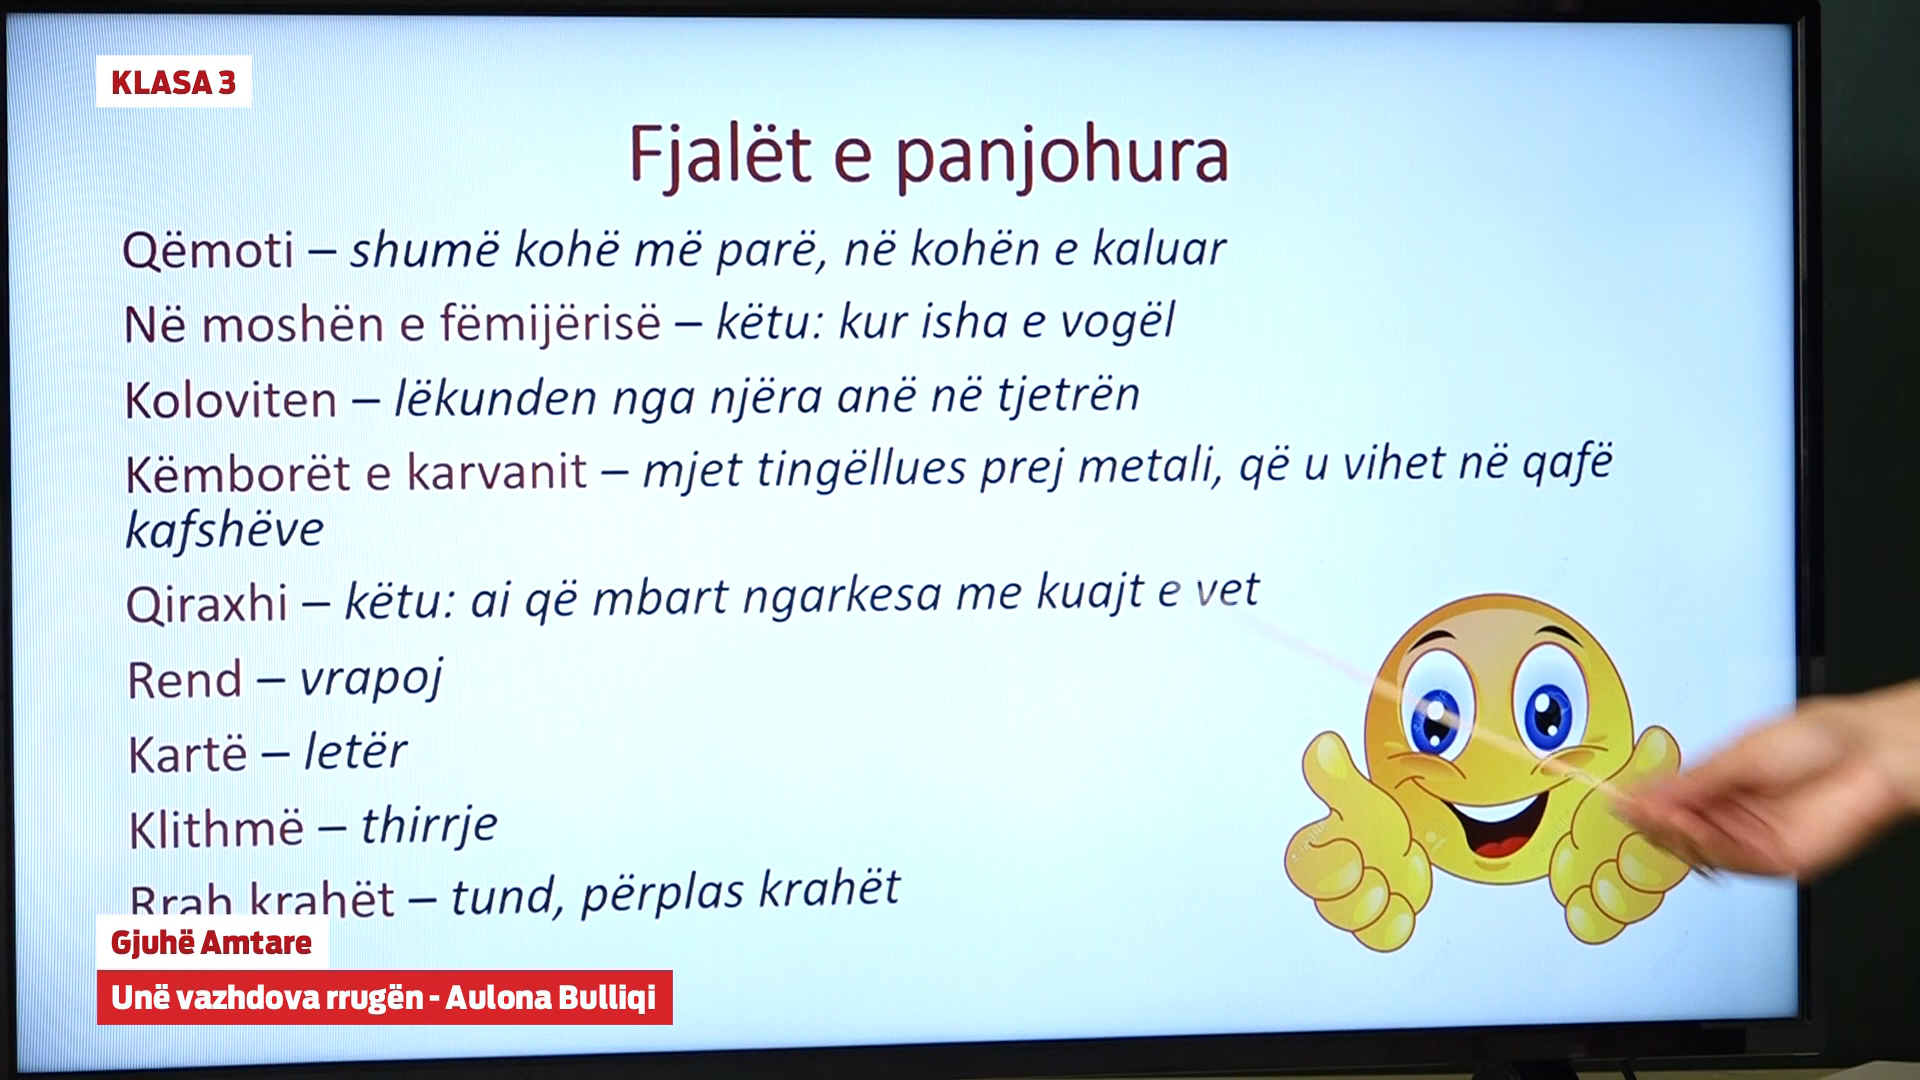 KLASA 3
Fjalët e panjohura
Qëmoti – shumë kohë më parë, në kohën e kaluar
Në moshën e fëmijërisë – këtu: kur isha e vogël
Koloviten – lëkunden nga njëra anë në tjetrën
Këmborët e karvanit – mjet tingëllues prej metali, që u vihet në qafë
kafshëve
Qiraxhi – këtu: ai që mbart ngarkesa me kuajt e vet
Rend – vrapoj
Kartë – letër
Klithmë – thirrje
Rrah krahët – tund, përplas krahët
Gjuhë Amtare
Unë vazhdova rrugën - Aulona Bulliqi